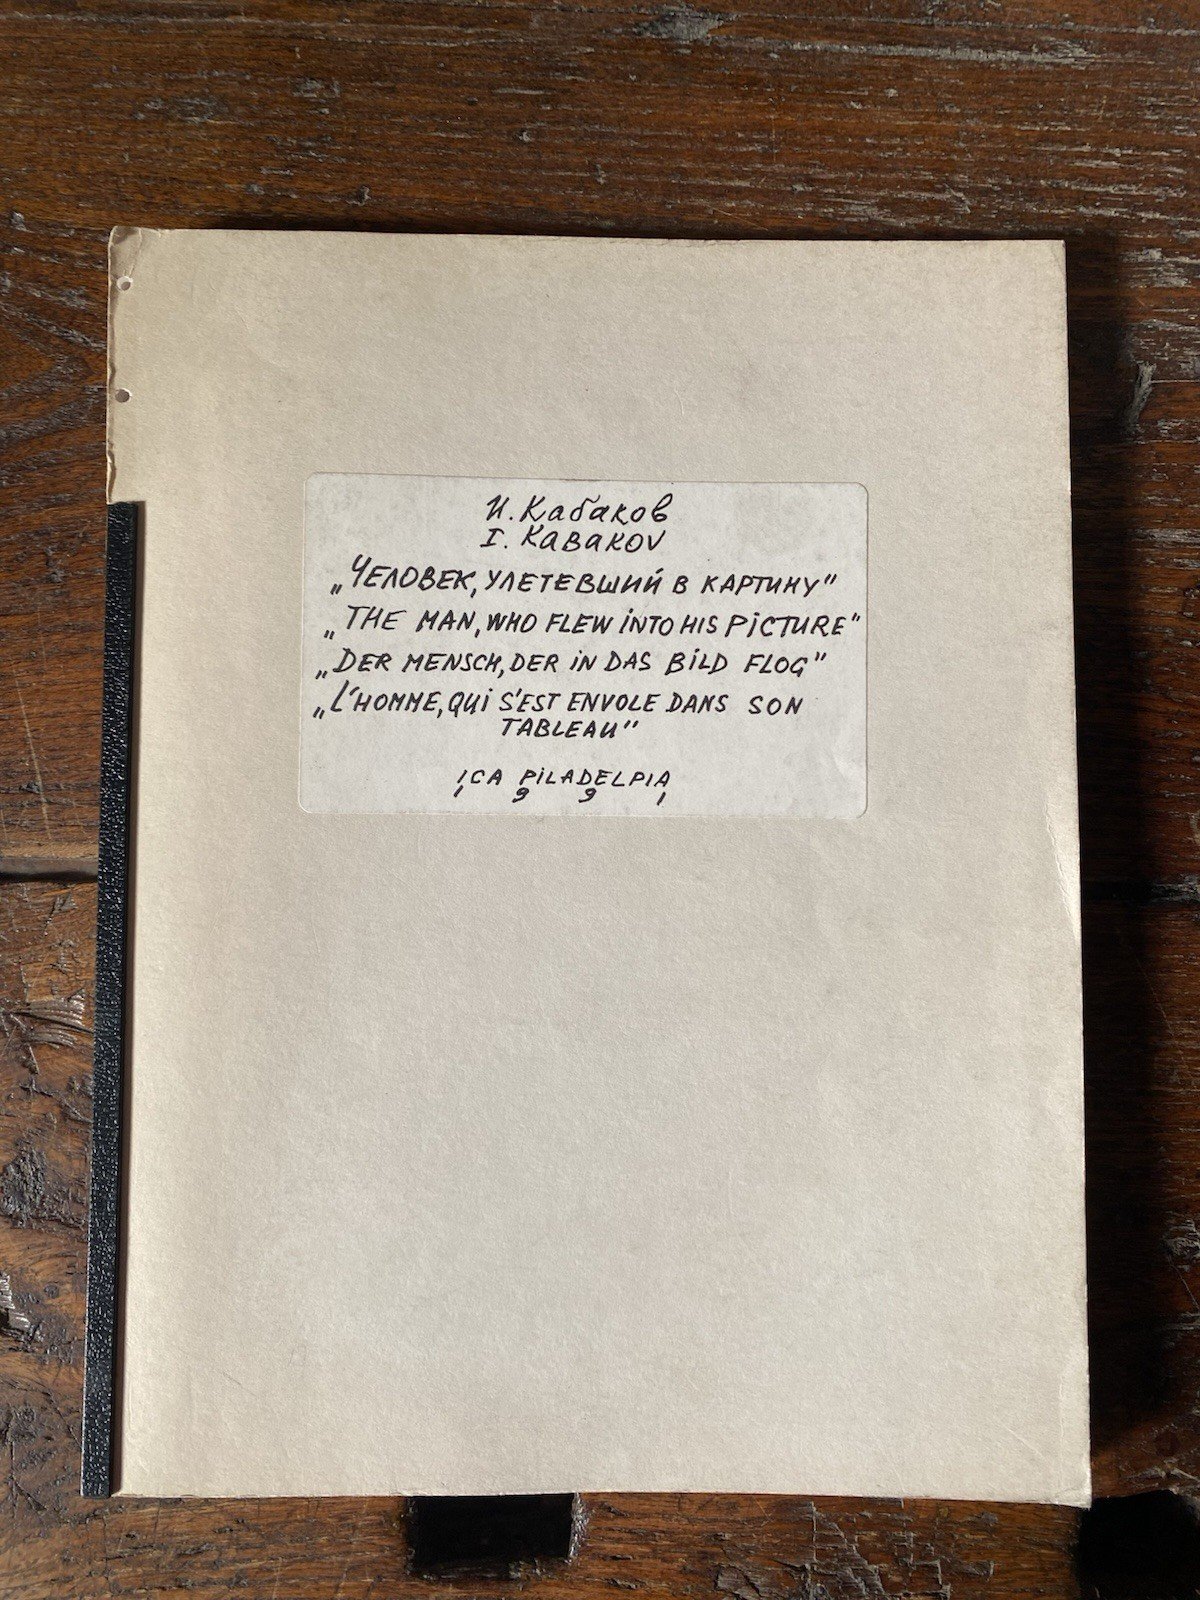 И. Кабаков
I. KABAKOV
„ЧЕЛОВЕК, УЛЕТЕВШИЙ В КАРТИНУ"
„THE MAN, WHO FLEW iNTO HIS PiCTURE"
„DER MENSCH, DER iN DAS BiLD FLOG"
„L'HOMME, QUi S'EST ENVOLE DANS SON
TABLEAU"
ICA PiLADELPIA
1 9 9 1